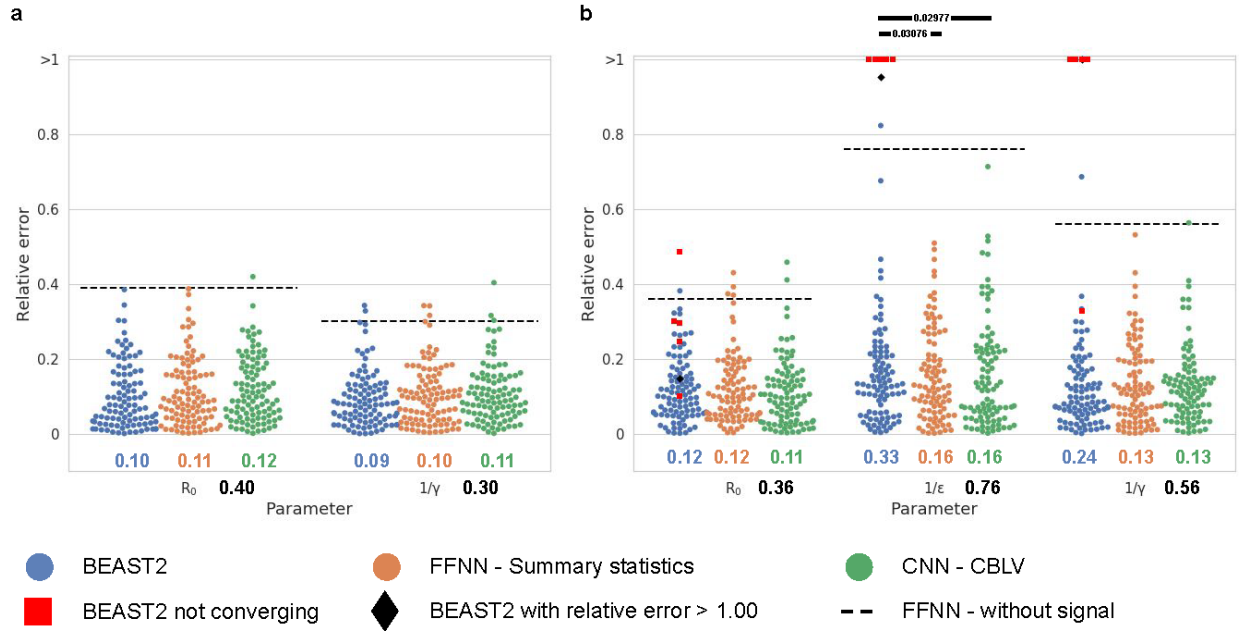 a
>1
0.8
0.6
0.4
0.2
0
Relative error
0.10 0.11 0.12 0.09 0.10 0.11
R₀ 0.40 1/γ 0.30
Parameter
b
0.02977
0.03076
>1
0.8
0.6
0.4
0.2
0
Relative error
0.12 0.12 0.11 0.33 0.16 0.16 0.24 0.13 0.13
R₀ 0.36 1/ε 0.76 1/γ 0.56
Parameter
BEAST2 FFNN - Summary statistics CNN - CBLV
BEAST2 not converging BEAST2 with relative error > 1.00 FFNN - without signal